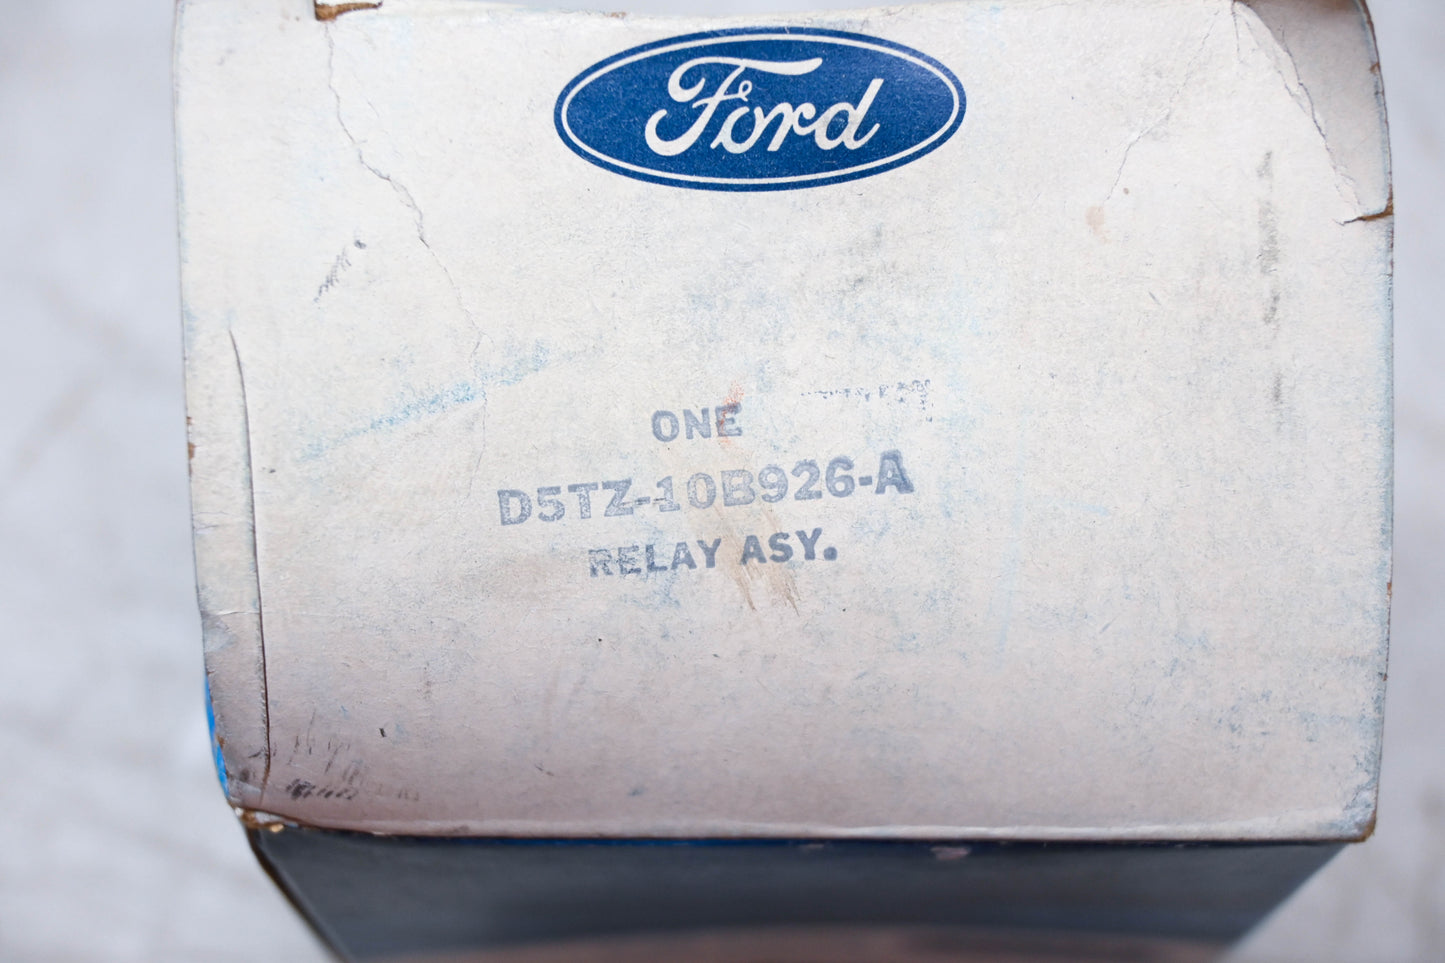 Ford
ONE
D5TZ-10B926-A
RELAY ASY.